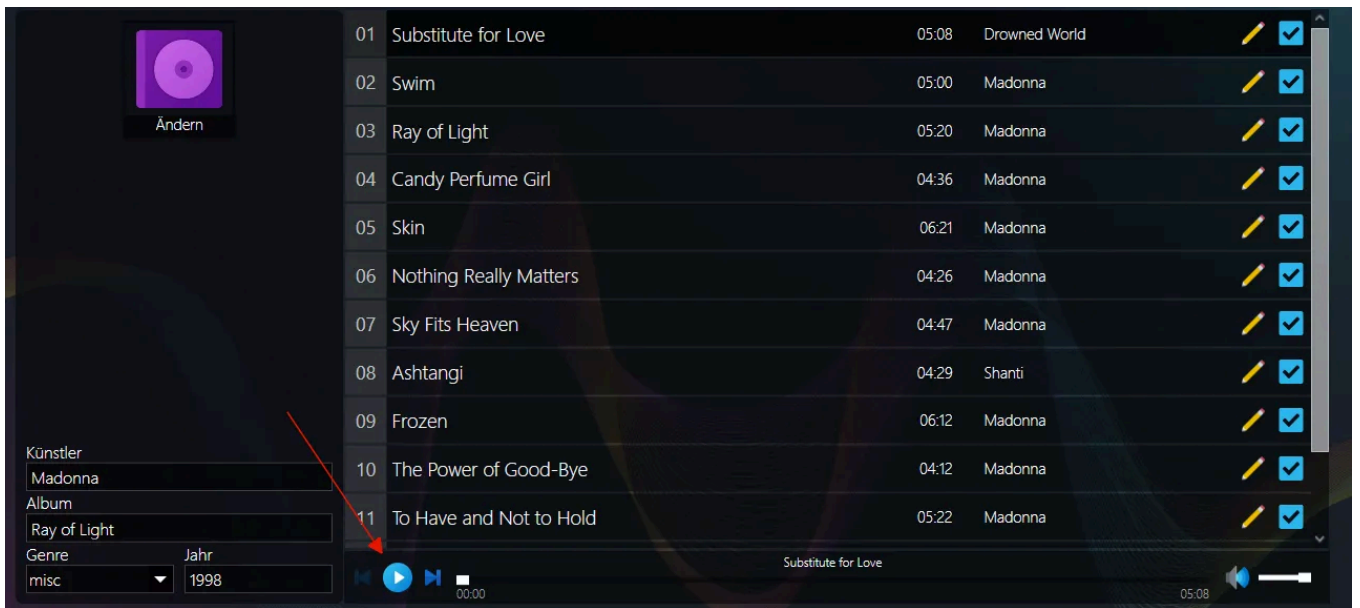 Ändern
Künstler
Madonna
Album
Ray of Light
Genre Jahr
misc 1998
01 Substitute for Love 05:08 Drowned World
02 Swim 05:00 Madonna
03 Ray of Light 05:20 Madonna
04 Candy Perfume Girl 04:36 Madonna
05 Skin 06:21 Madonna
06 Nothing Really Matters 04:26 Madonna
07 Sky Fits Heaven 04:47 Madonna
08 Ashtangi 04:29 Shanti
09 Frozen 06:12 Madonna
10 The Power of Good-Bye 04:12 Madonna
11 To Have and Not to Hold 05:22 Madonna
Substitute for Love
00:00 05:08